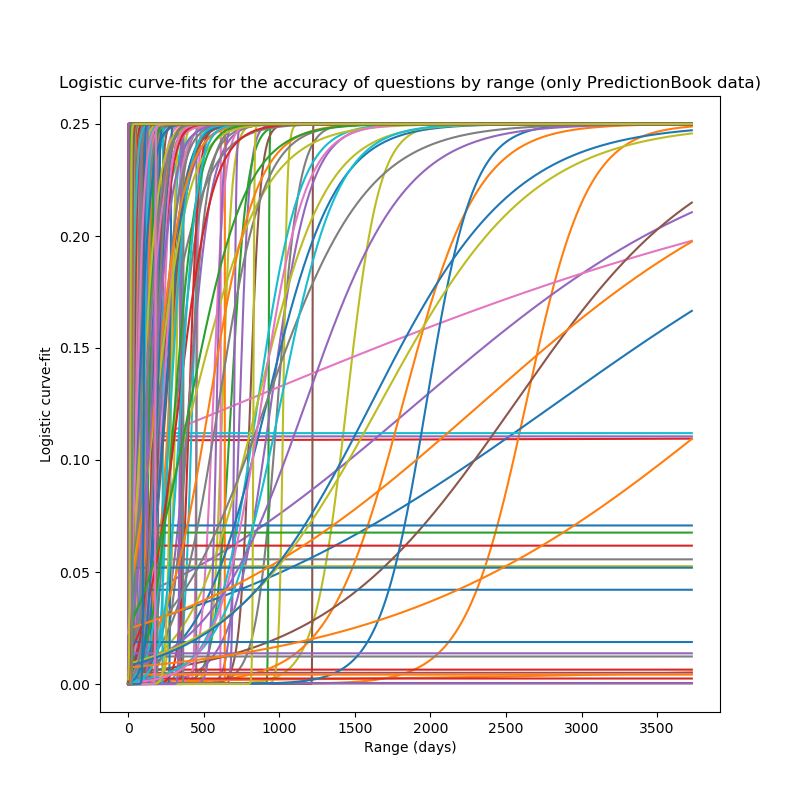 Logistic curve-fits for the accuracy of questions by range (only PredictionBook data)
Logistic curve-fit
0.25
0.20
0.15
0.10
0.05
0.00
0 500 1000 1500 2000 2500 3000 3500
Range (days)